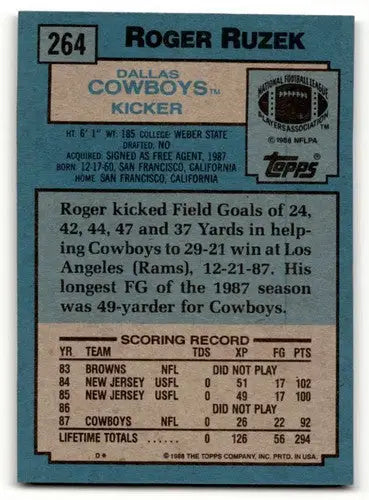 264
ROGER RUZEK
DALLAS
COWBOYS™
KICKER
NATIONAL FOOTBALL LEAGUE
PLAYERS ASSOCIATION
© 1988 NFLPA
HT: 6' 1" WT: 185 COLLEGE: WEBER STATE
DRAFTED: NO
ACQUIRED: SIGNED AS FREE AGENT, 1987
BORN: 12-17-60, SAN FRANCISCO, CALIFORNIA
HOME: SAN FRANCISCO, CALIFORNIA
Topps®
Roger kicked Field Goals of 24,
42, 44, 47 and 37 Yards in help-
ing Cowboys to 29-21 win at Los
Angeles (Rams), 12-21-87. His
longest FG of the 1987 season
was 49-yarder for Cowboys.
SCORING RECORD
YR TEAM TDS XP FG PTS
83 BROWNS NFL DID NOT PLAY
84 NEW JERSEY USFL 0 51 17 102
85 NEW JERSEY USFL 0 49 17 100
86 DID NOT PLAY
87 COWBOYS NFL 0 26 22 92
LIFETIME TOTALS ..... 0 126 56 294
D* © 1988 THE TOPPS COMPANY, INC. PRTD. IN U.S.A.